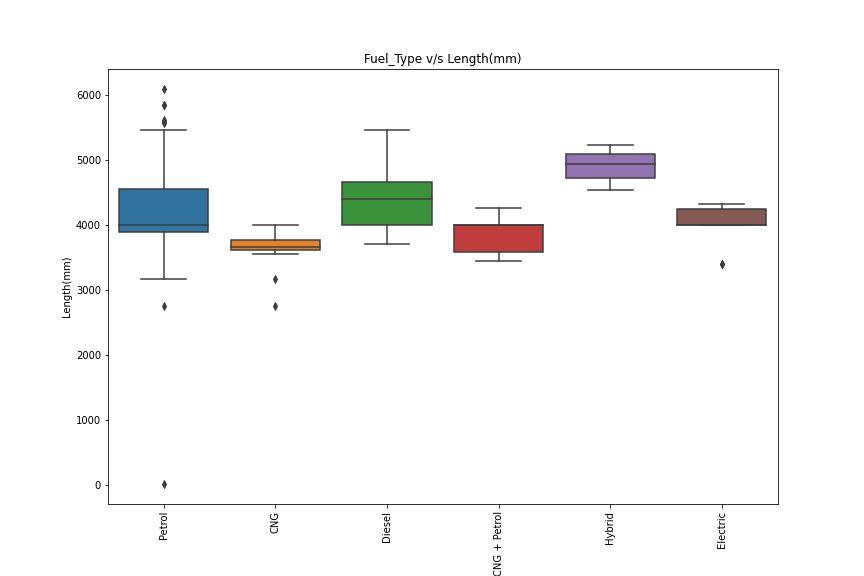 Fuel_Type v/s Length(mm)
Length(mm)
6000
5000
4000
3000
2000
1000
0
Petrol
CNG
Diesel
CNG + Petrol
Hybrid
Electric